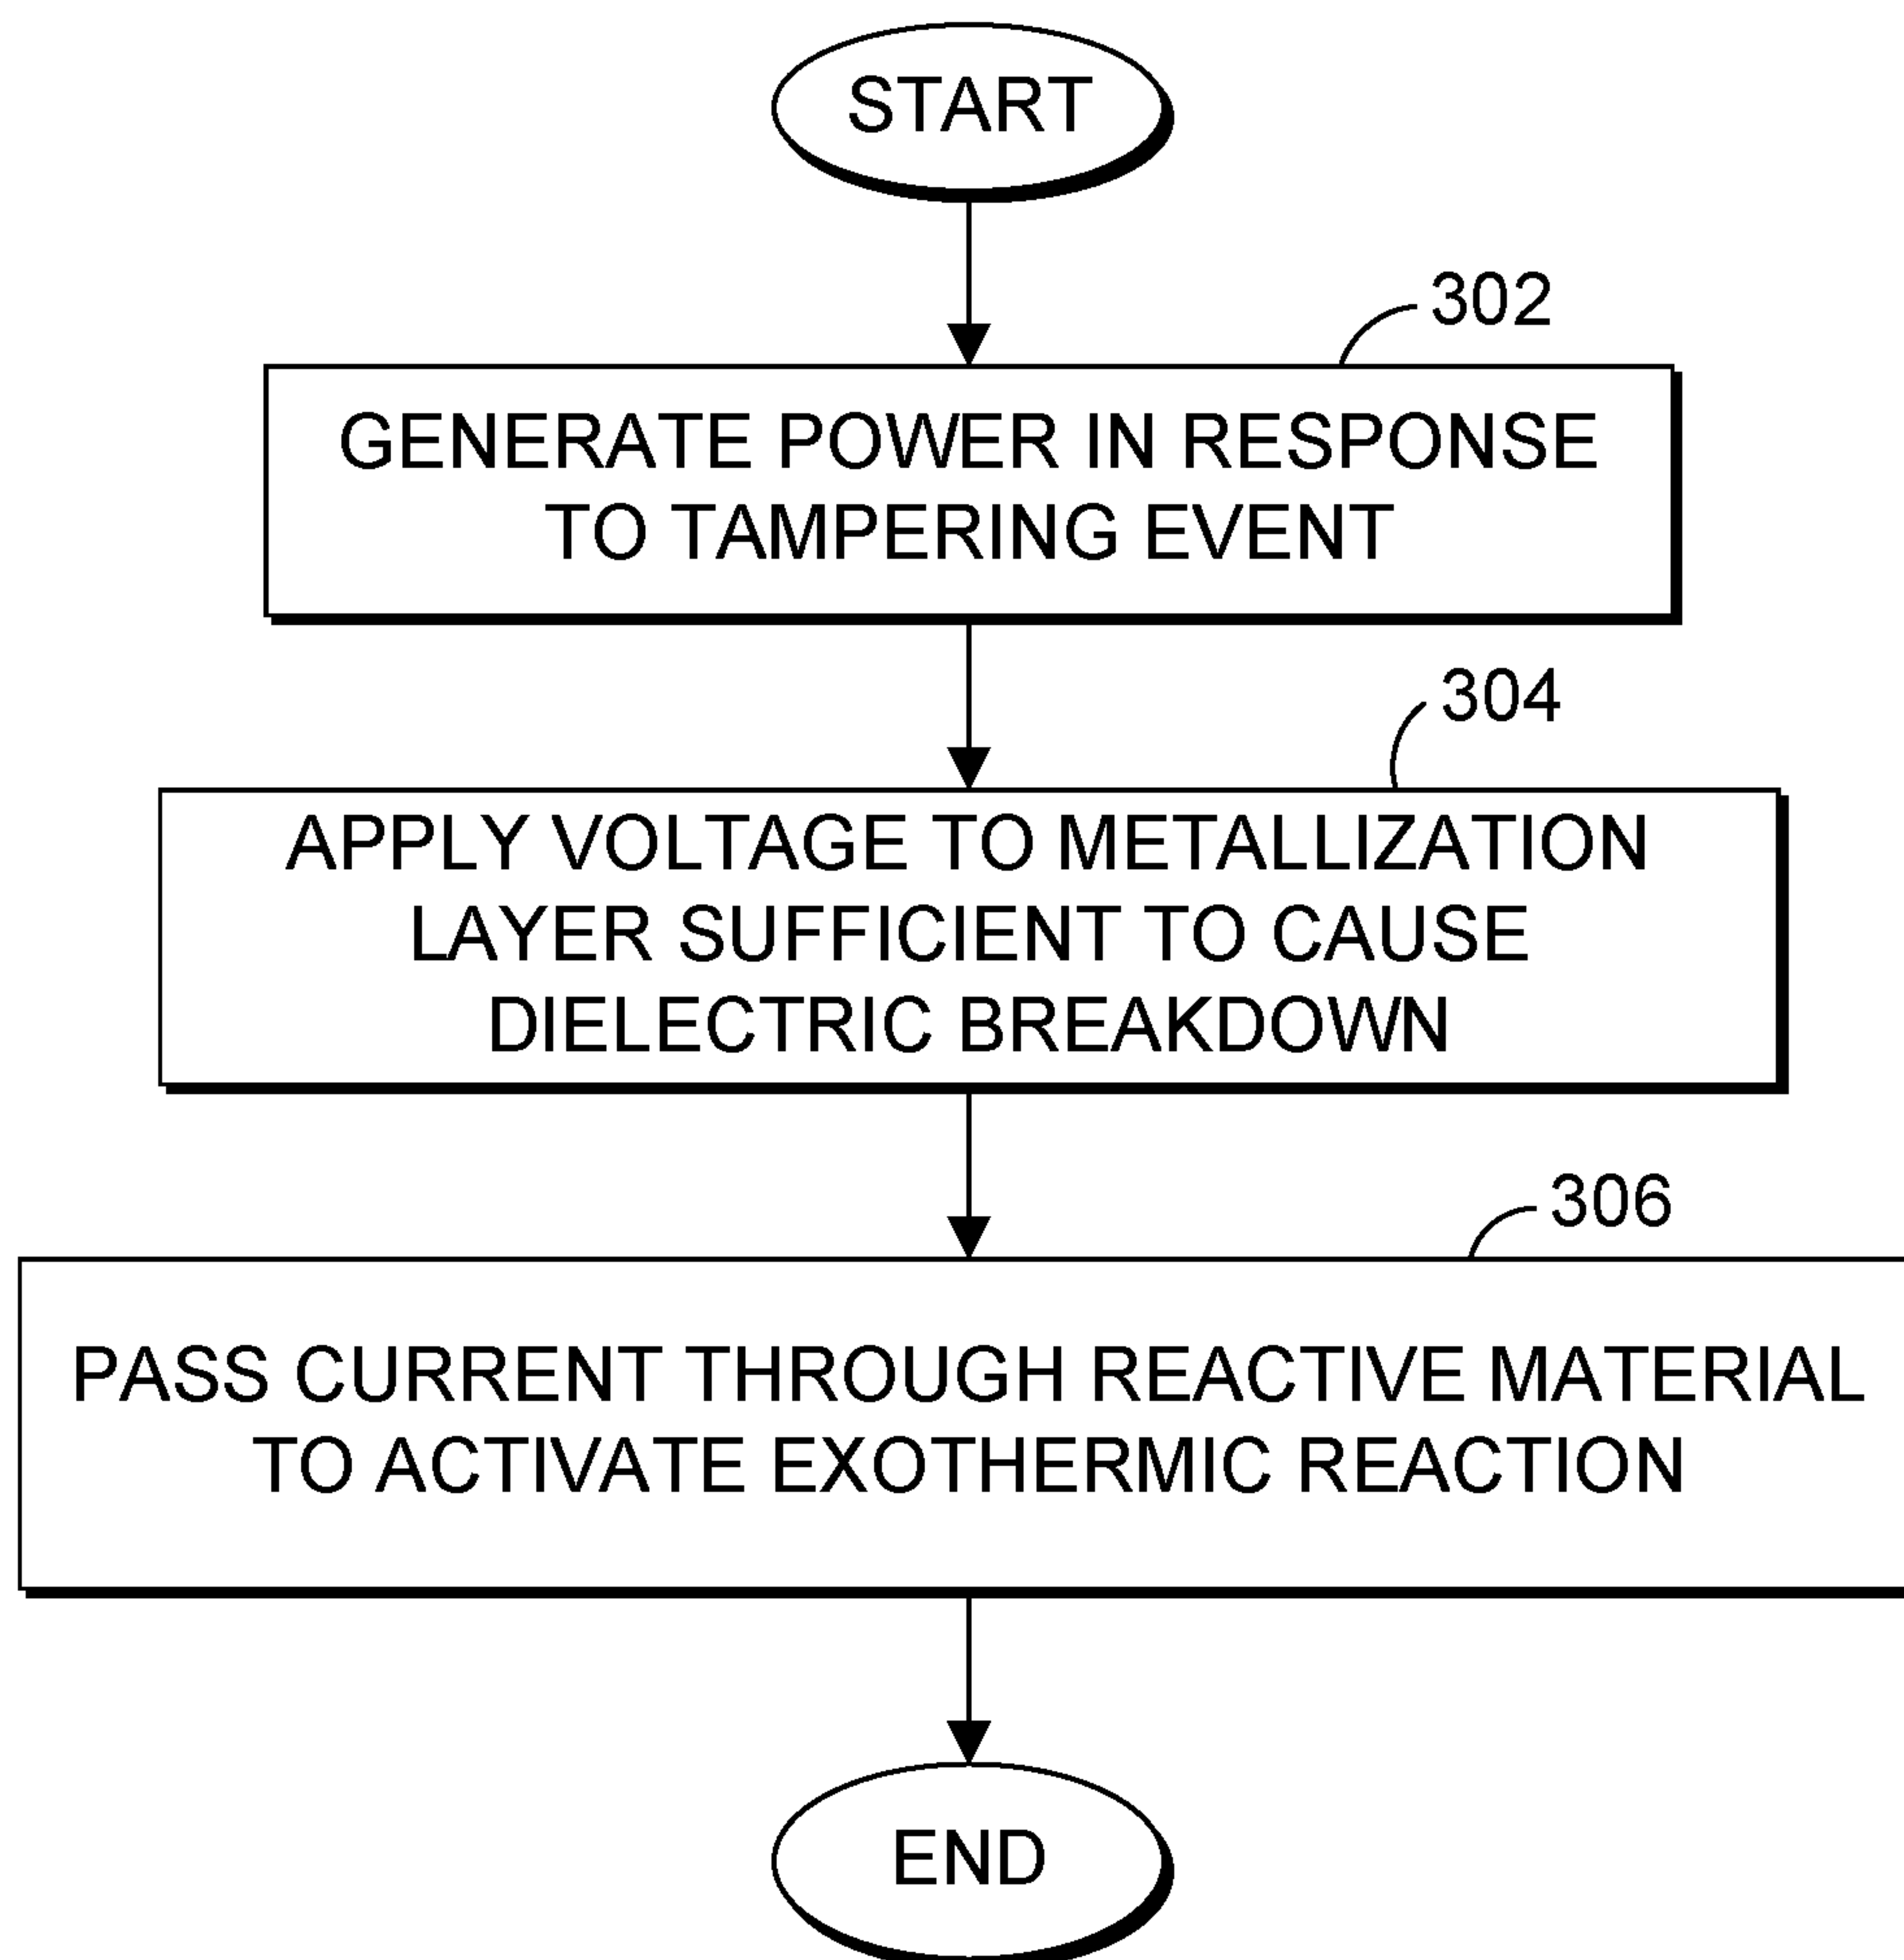 START
302
GENERATE POWER IN RESPONSE
TO TAMPERING EVENT
304
APPLY VOLTAGE TO METALLIZATION
LAYER SUFFICIENT TO CAUSE
DIELECTRIC BREAKDOWN
306
PASS CURRENT THROUGH REACTIVE MATERIAL
TO ACTIVATE EXOTHERMIC REACTION
END